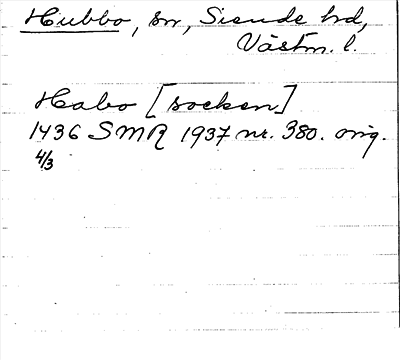 Hubbo, sn, Siende hd,
Västm. l.
Habo [socken]
1436 SMR 1937 nr. 380. orig.
4/3